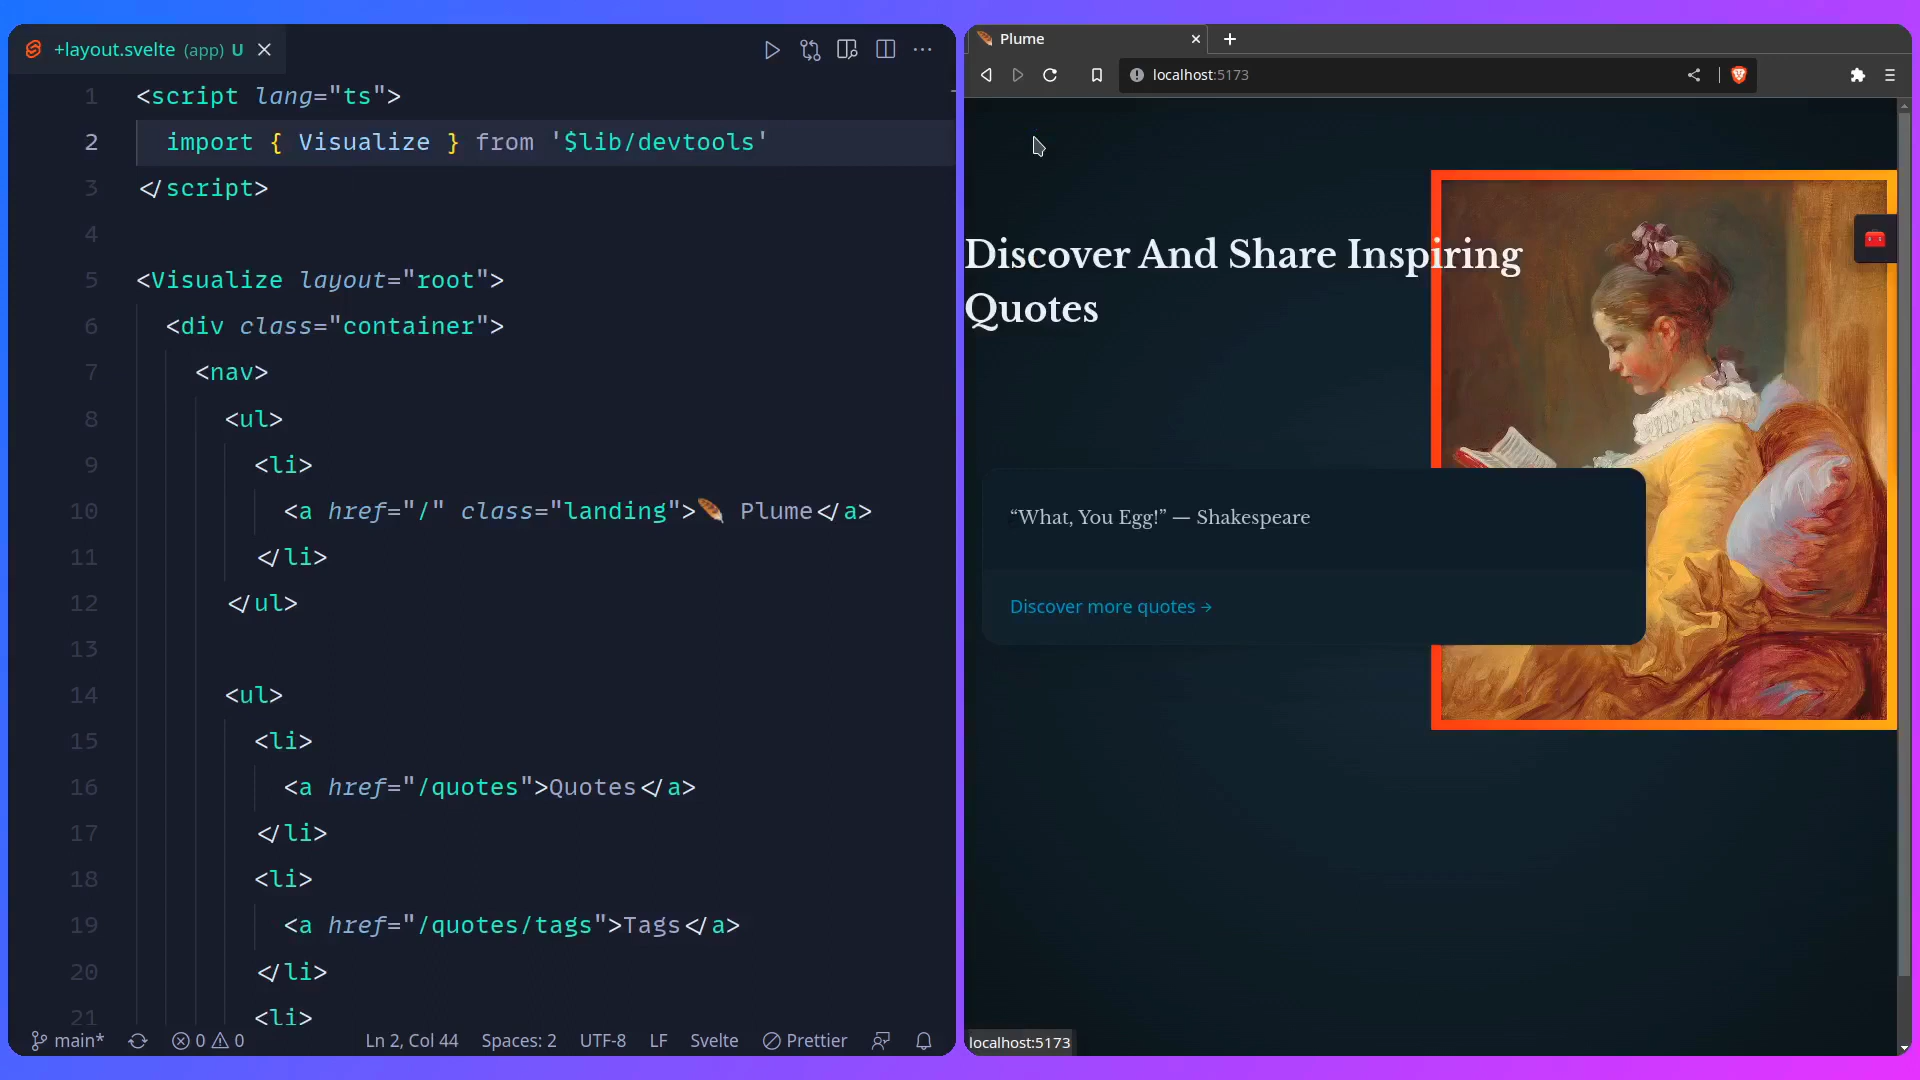 +layout.svelte (app) U
1 <script lang="ts">
2 import { Visualize } from '$lib/devtools'
3 </script>
4
5 <Visualize layout="root">
6 <div class="container">
7 <nav>
8 <ul>
9 <li>
10 <a href="/" class="landing">🪶 Plume</a>
11 </li>
12 </ul>
13
14 <ul>
15 <li>
16 <a href="/quotes">Quotes</a>
17 </li>
18 <li>
19 <a href="/quotes/tags">Tags</a>
20 </li>
21 <li>
main* 0 0 Ln 2, Col 44 Spaces: 2 UTF-8 LF Svelte Prettier
Plume
localhost:5173
Discover And Share Inspiring
Quotes
“What, You Egg!” — Shakespeare
Discover more quotes →
localhost:5173